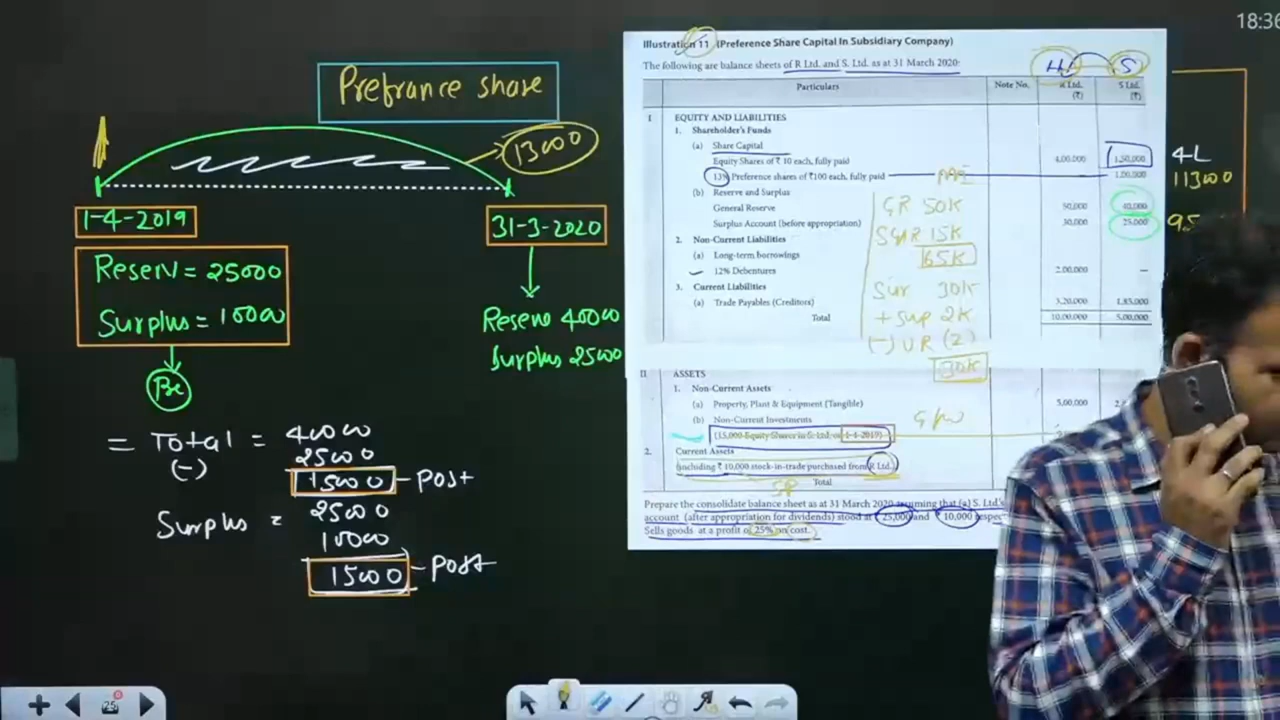 18:36
Prefrance share
13000
1-4-2019
31-3-2020
Reserv = 25000
Surplus = 10000
Reserv 40000
Surplus 25000
= Total = 40000
(-) 25000
15000 - Post
Surplus = 25000
10000
15000 - Post
Illustration 11 (Preference Share Capital In Subsidiary Company)
The following are balance sheets of R Ltd. and S. Ltd. as at 31 March 2020:
H S
Particulars Note No. R Ltd. (₹) S Ltd. (₹)
I EQUITY AND LIABILITIES
1. Shareholder's Funds
(a) Share Capital
Equity Shares of ₹ 10 each, fully paid 4,00,000 1,50,000
13% Preference shares of ₹100 each, fully paid 1,00,000
(b) Reserve and Surplus
General Reserve 50,000 40,000
Surplus Account (before appropriation) 30,000 25,000
2. Non-Current Liabilities
(a) Long-term borrowings
12% Debentures 2,00,000 —
3. Current Liabilities
(a) Trade Payables (Creditors) 3,20,000 1,85,000
Total 10,00,000 5,00,000
4L
113000
GR 50K
15K
65K
Sur 30K
+ Sup 2K
(-) UR (2)
30K
II ASSETS
1. Non-Current Assets
(a) Property, Plant & Equipment (Tangible) 5,00,000
(b) Non-Current Investments
(15,000 Equity Shares in S. Ltd. on 1-4-2019)
2. Current Assets
(including ₹ 10,000 stock-in-trade purchased from R Ltd.)
Total
Prepare the consolidate balance sheet as at 31 March 2020 assuming that (a) S. Ltd's
account (after appropriation for dividends) stood at ₹ 25,000 and ₹ 10,000
Sells goods at a profit of 25% on cost.
25